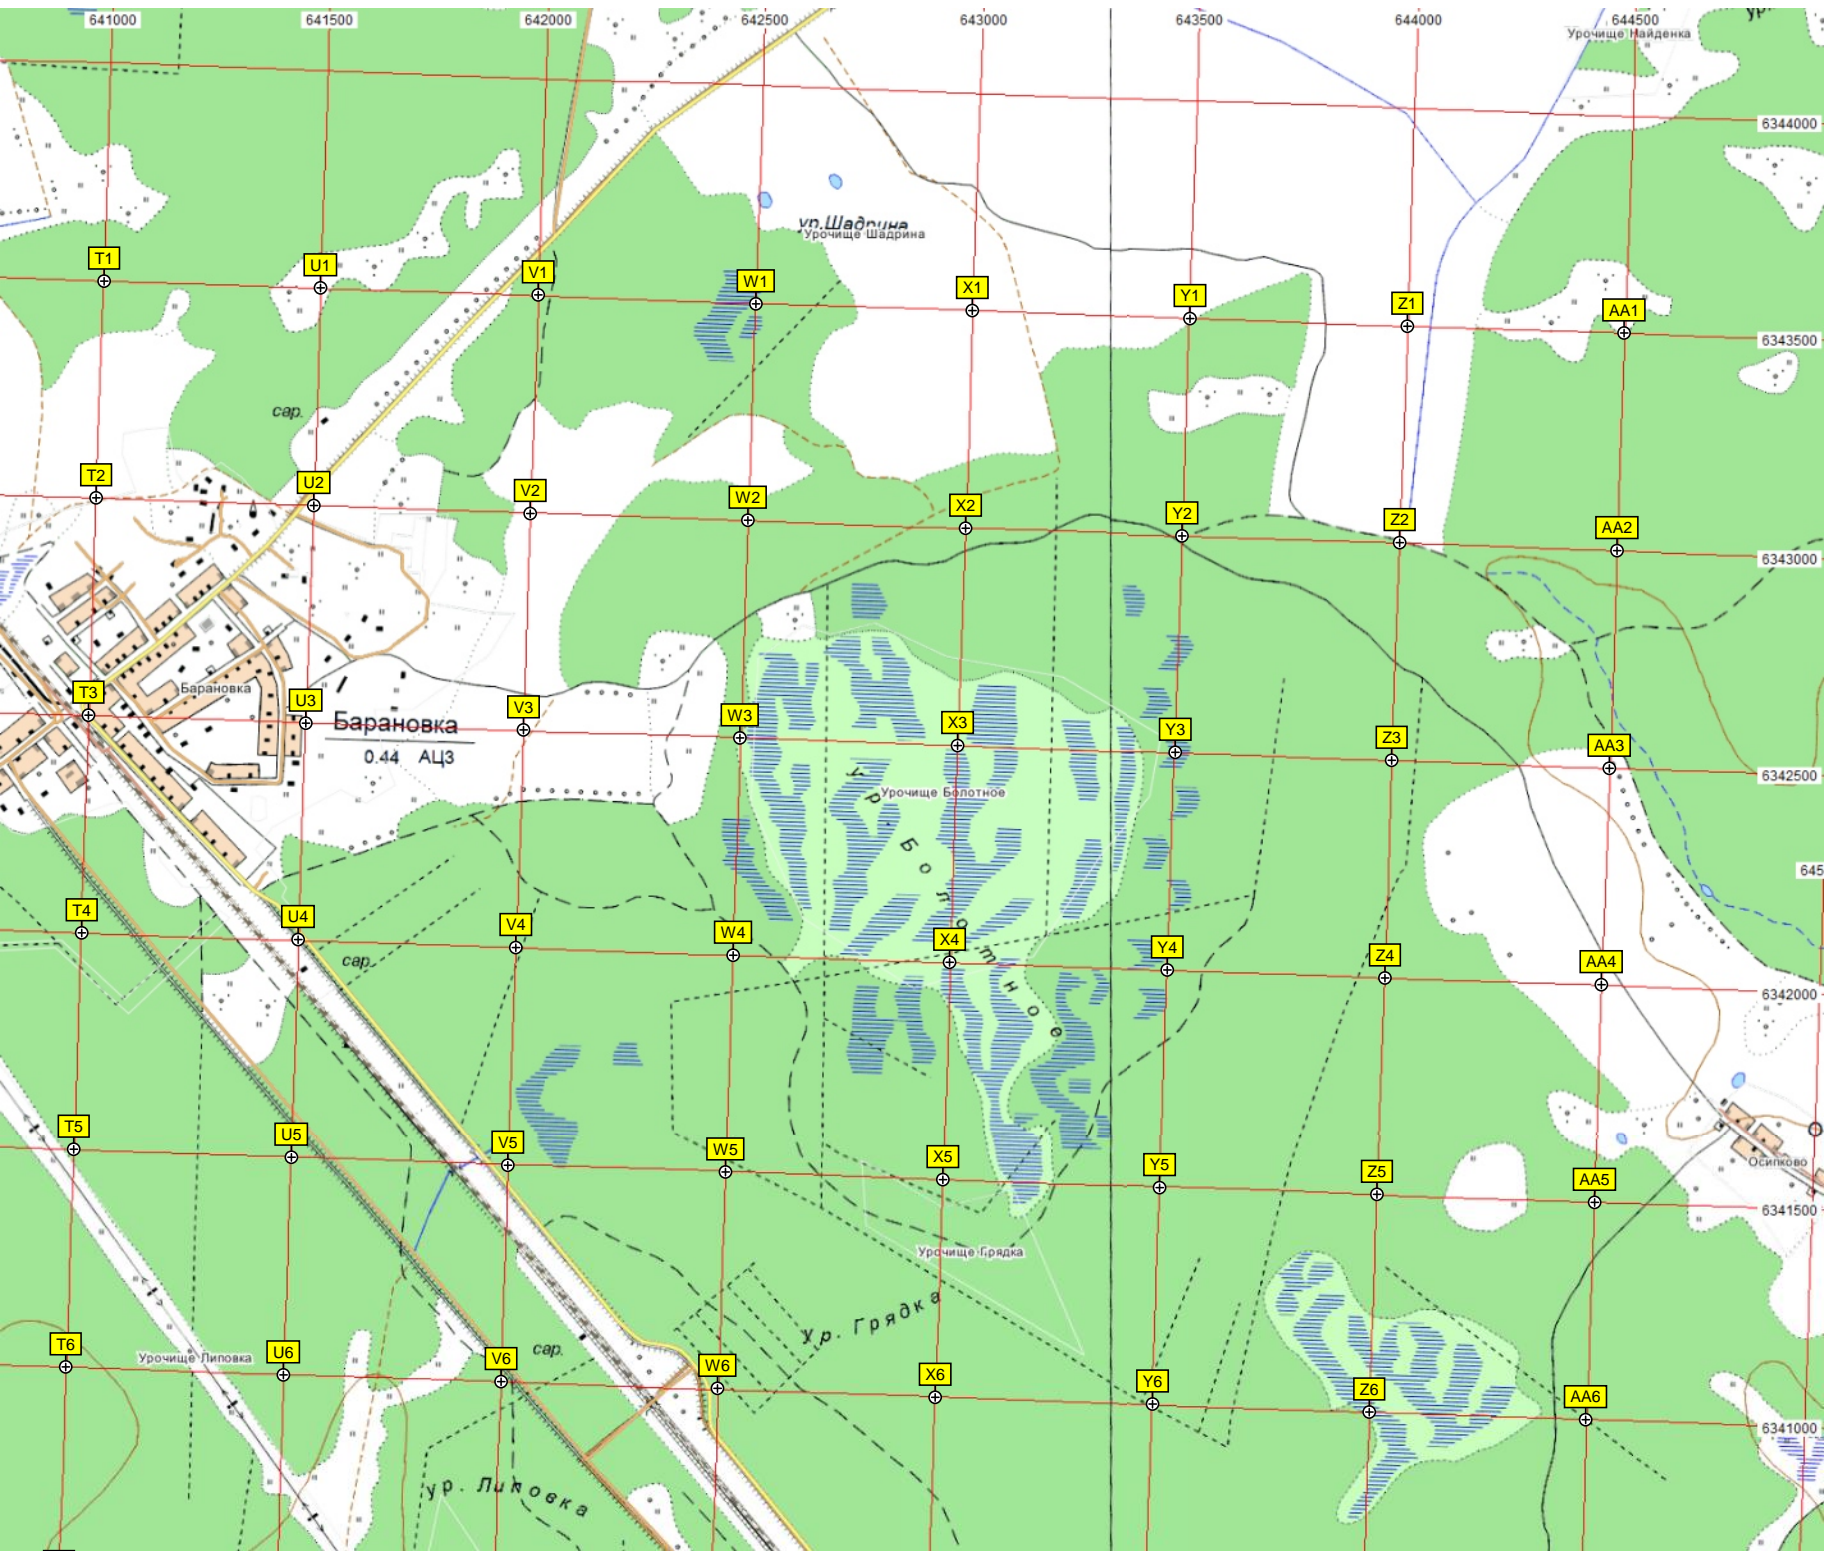 641000 641500 642000 642500 643000 643500 644000 644500
Урочище Найденка
6344000
ур.Шадрина
Урочище Шадрина
T1 U1 V1 W1 X1 Y1 Z1 AA1
6343500
сар.
T2 U2 V2 W2 X2 Y2 Z2 AA2
6343000
Барановка
T3 U3 V3 W3 X3 Y3 Z3 AA3
Барановка
0.44 АЦЗ
6342500
Урочище Болотное
ур. Болотное
645
T4 U4 V4 W4 X4 Y4 Z4 AA4
сар.
6342000
T5 U5 V5 W5 X5 Y5 Z5 AA5
Осипково
6341500
Урочище Грядка
ур. Грядка
сар.
Урочище Липовка
T6 U6 V6 W6 X6 Y6 Z6 AA6
6341000
ур. Липовка